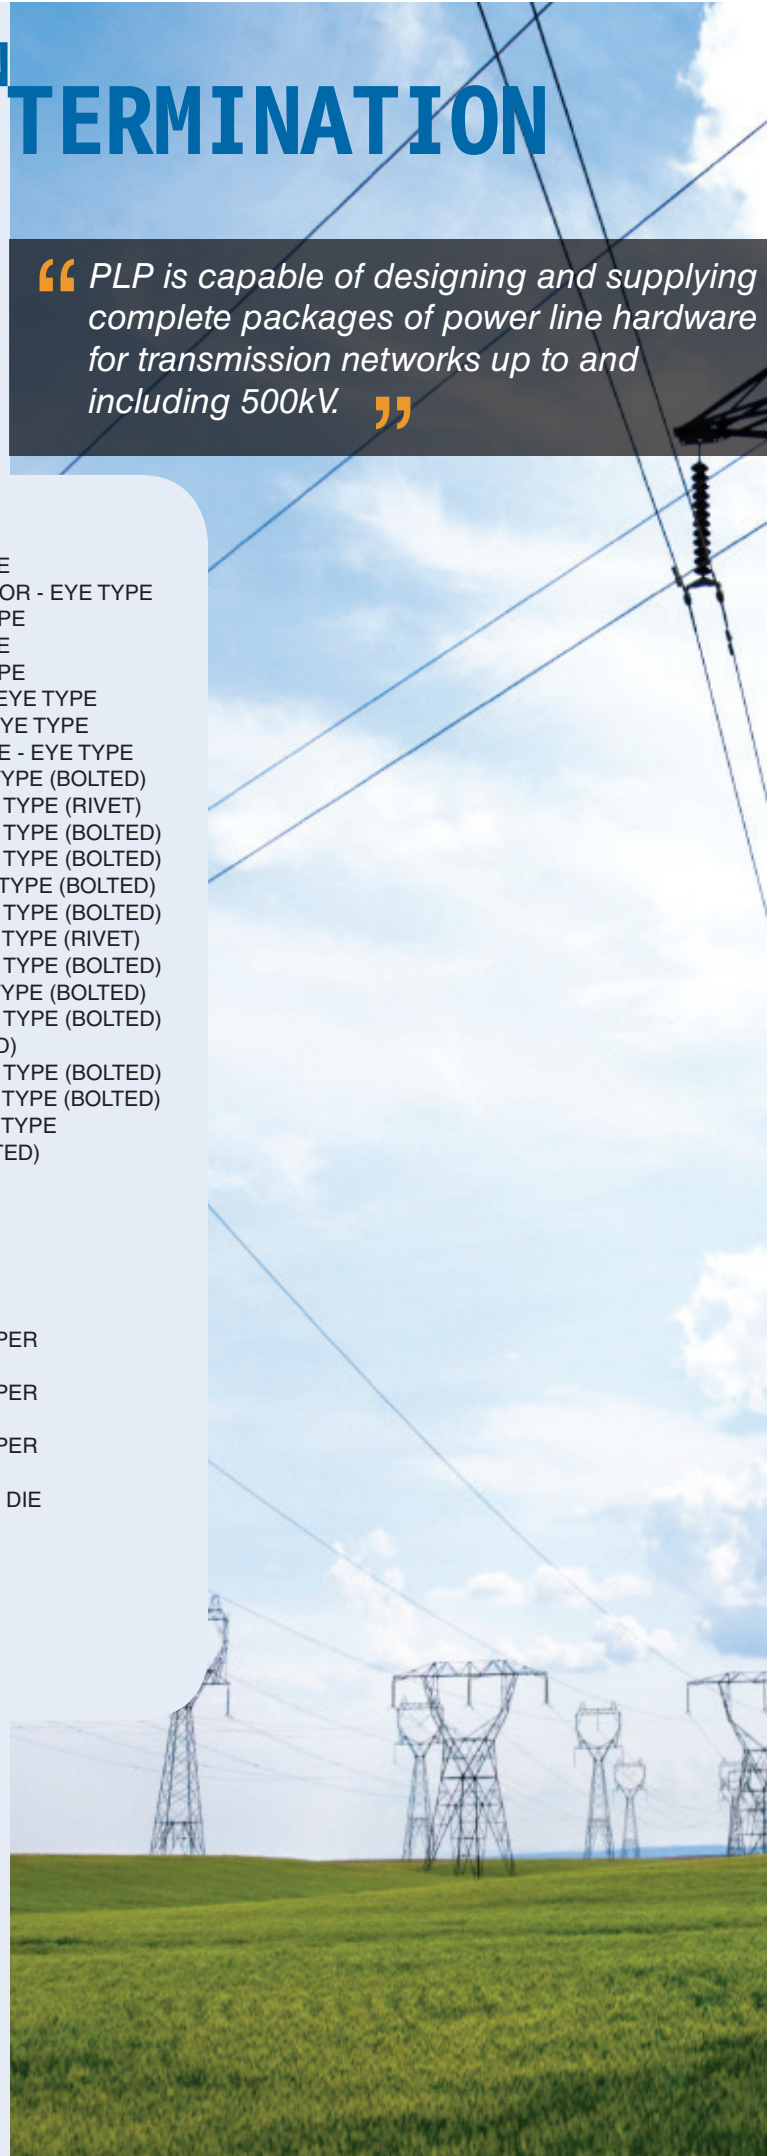 TERMINATION
“ PLP is capable of designing and supplying
complete packages of power line hardware
for transmission networks up to and
including 500kV. ”
E
OR - EYE TYPE
PE
E
PE
EYE TYPE
YE TYPE
E - EYE TYPE
TYPE (BOLTED)
TYPE (RIVET)
TYPE (BOLTED)
TYPE (BOLTED)
TYPE (BOLTED)
TYPE (BOLTED)
TYPE (RIVET)
TYPE (BOLTED)
TYPE (BOLTED)
TYPE (BOLTED)
D)
TYPE (BOLTED)
TYPE (BOLTED)
TYPE
TED)
PER
PER
PER
DIE